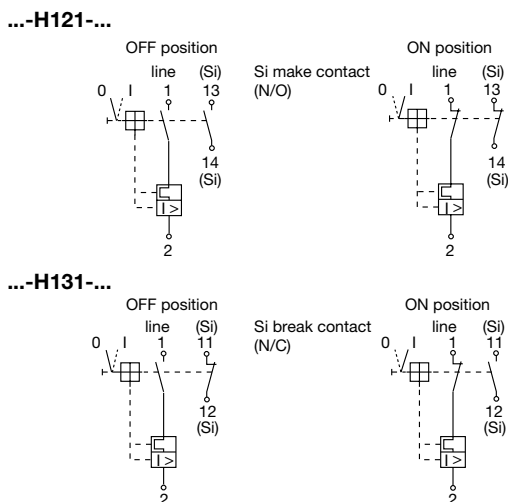 ...-H121-...
OFF position
ON position
line (Si)
Si make contact
line (Si)
0 I 1 13
(N/O)
0 I 1 13
14
(Si)
14
(Si)
I >
I >
2
2
...-H131-...
OFF position
ON position
line (Si)
Si break contact
line (Si)
0 I 1 11
(N/C)
0 I 1 11
12
(Si)
12
(Si)
I >
I >
2
2